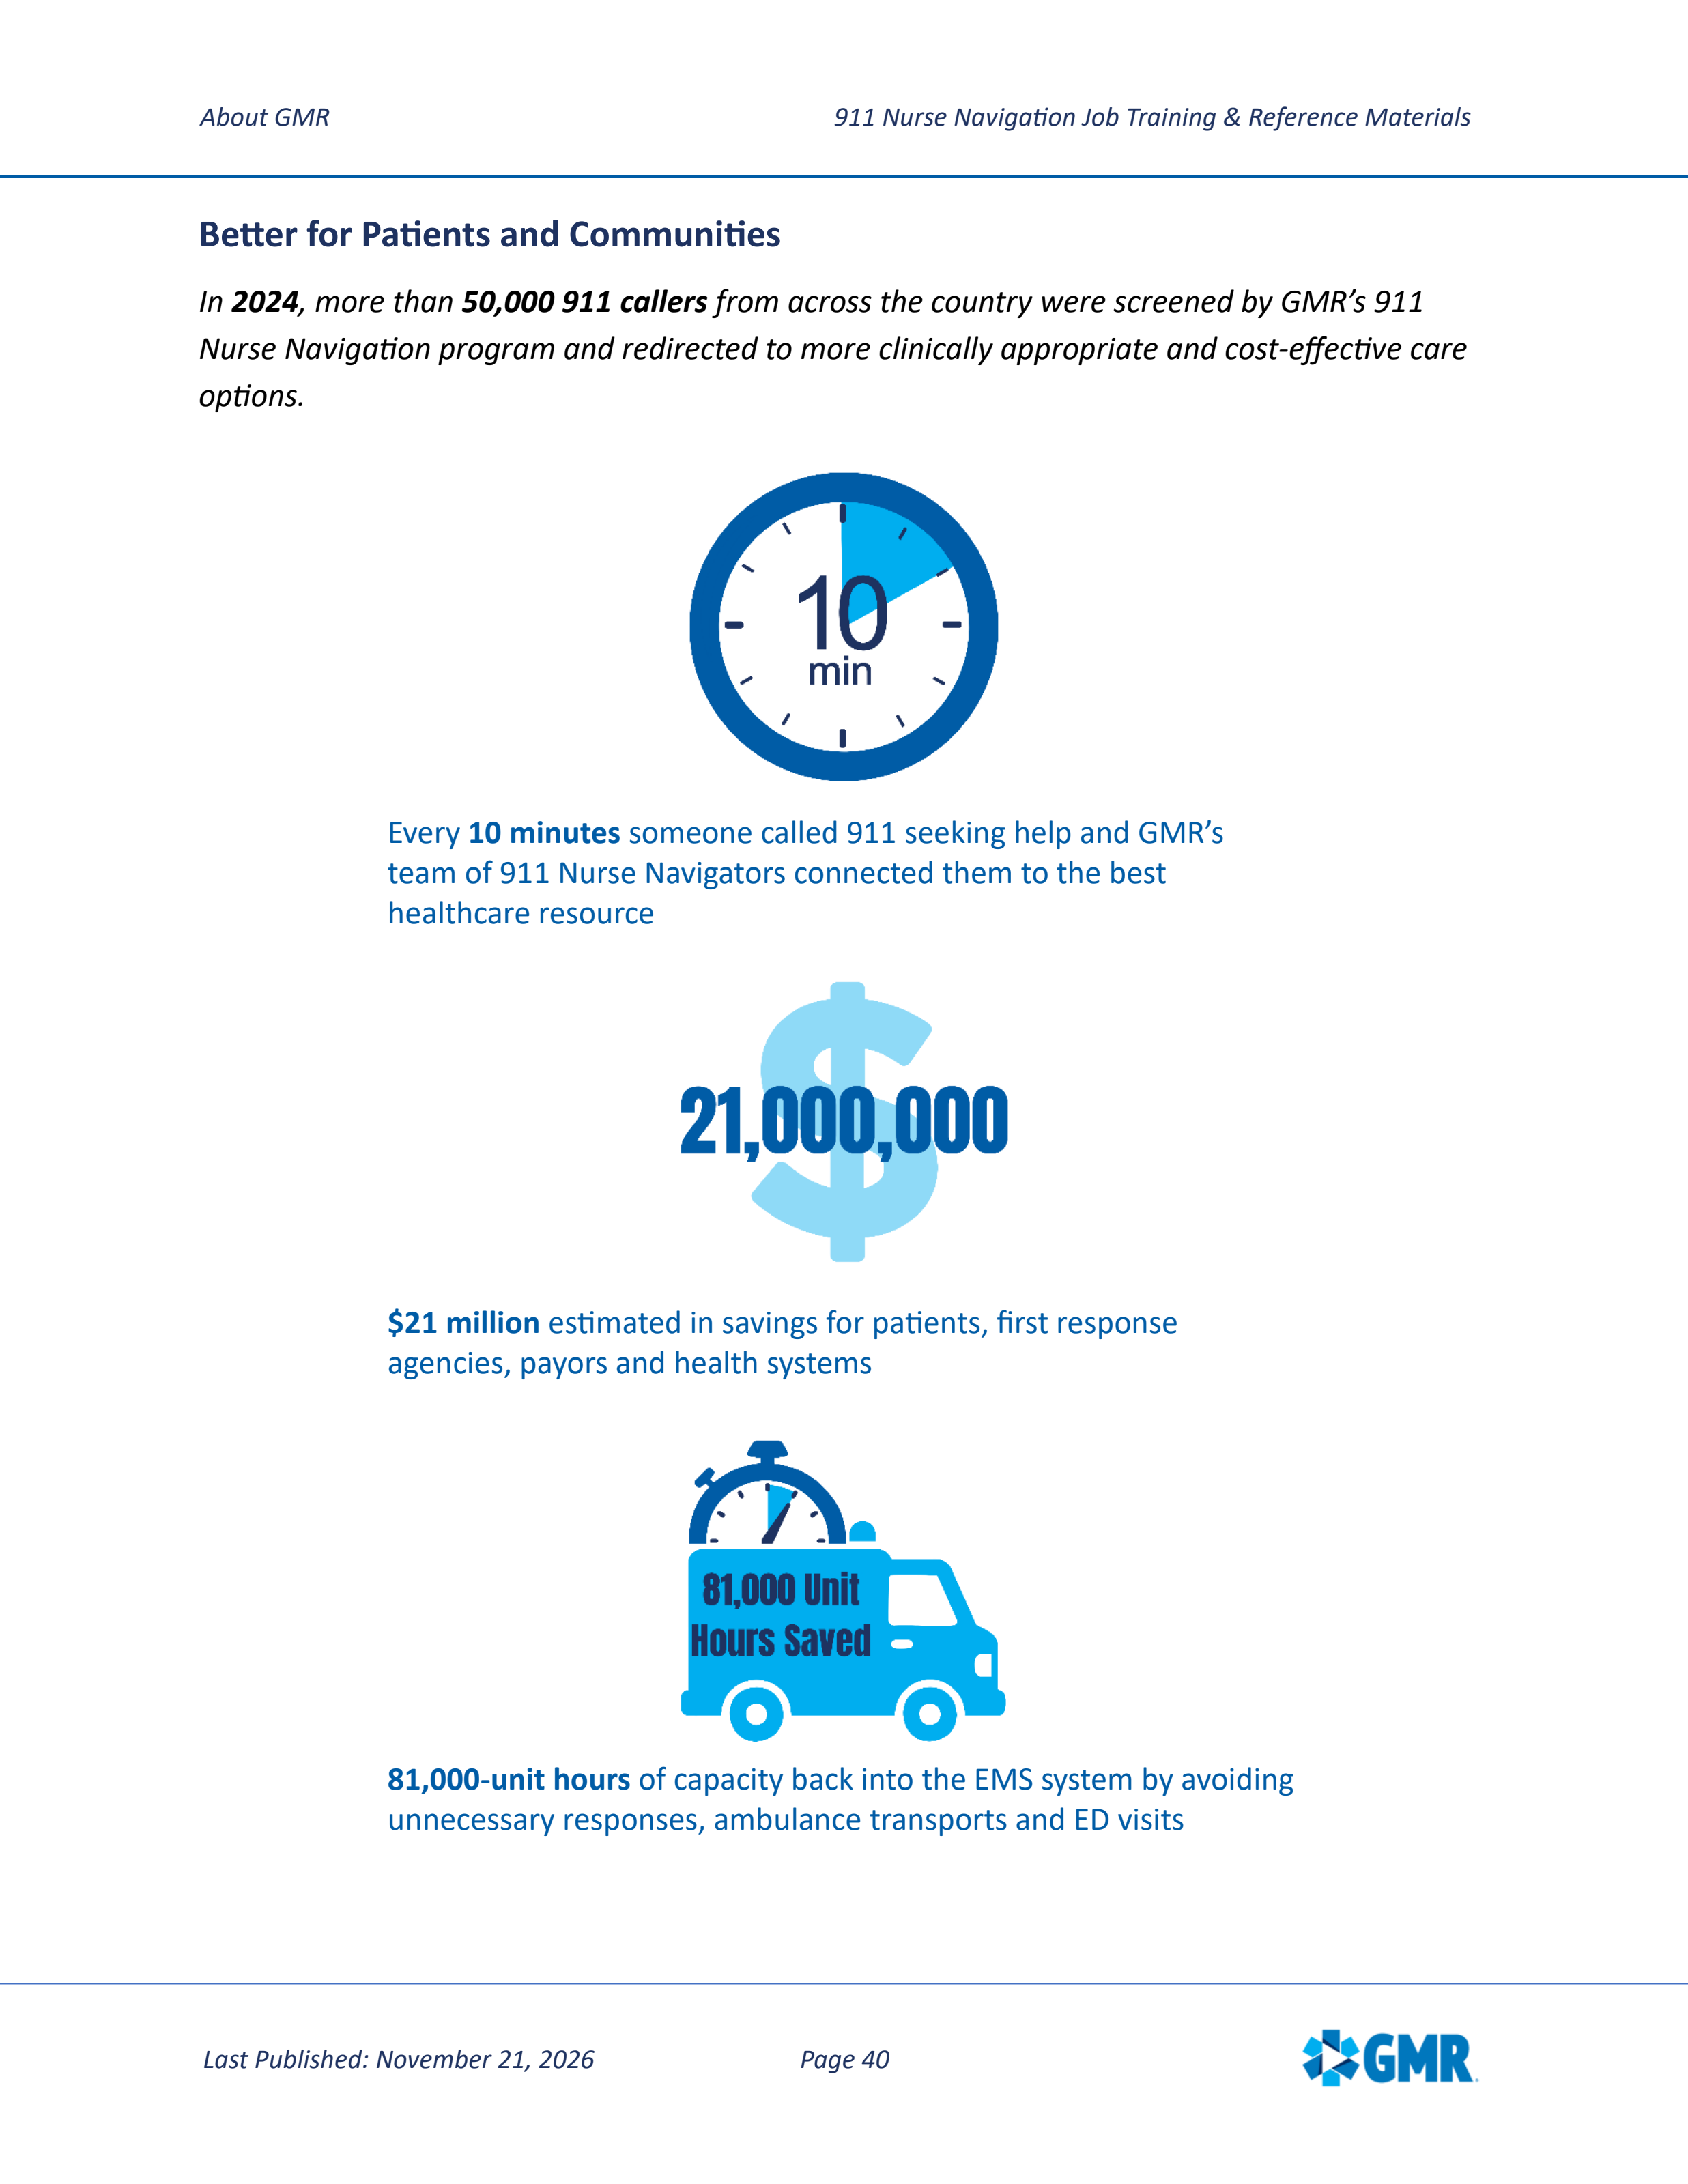 About GMR
911 Nurse Navigation Job Training & Reference Materials
Better for Patients and Communities
In 2024, more than 50,000 911 callers from across the country were screened by GMR’s 911
Nurse Navigation program and redirected to more clinically appropriate and cost-effective care
options.
10
min
Every 10 minutes someone called 911 seeking help and GMR’s
team of 911 Nurse Navigators connected them to the best
healthcare resource
$
21,000,000
$21 million estimated in savings for patients, first response
agencies, payors and health systems
81,000 Unit
Hours Saved
81,000-unit hours of capacity back into the EMS system by avoiding
unnecessary responses, ambulance transports and ED visits
Last Published: November 21, 2026
Page 40
GMR